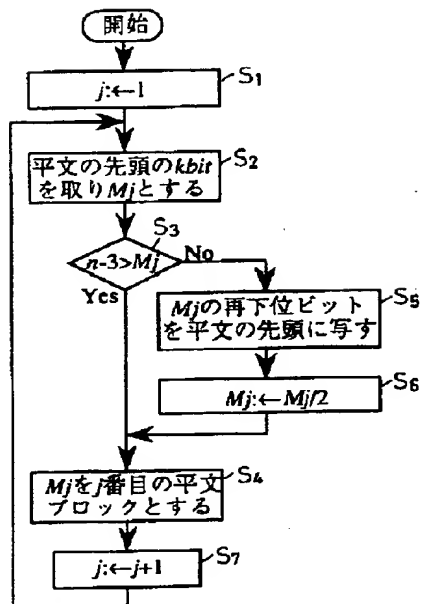 開始
j:←1
S1
平文の先頭のkbit
を取りMjとする
S2
S3
n-3>Mj
No
Yes
Mjの再下位ビット
を平文の先頭に写す
S5
Mj:←Mj/2
S6
Mjをj番目の平文
ブロックとする
S4
j:←j+1
S7